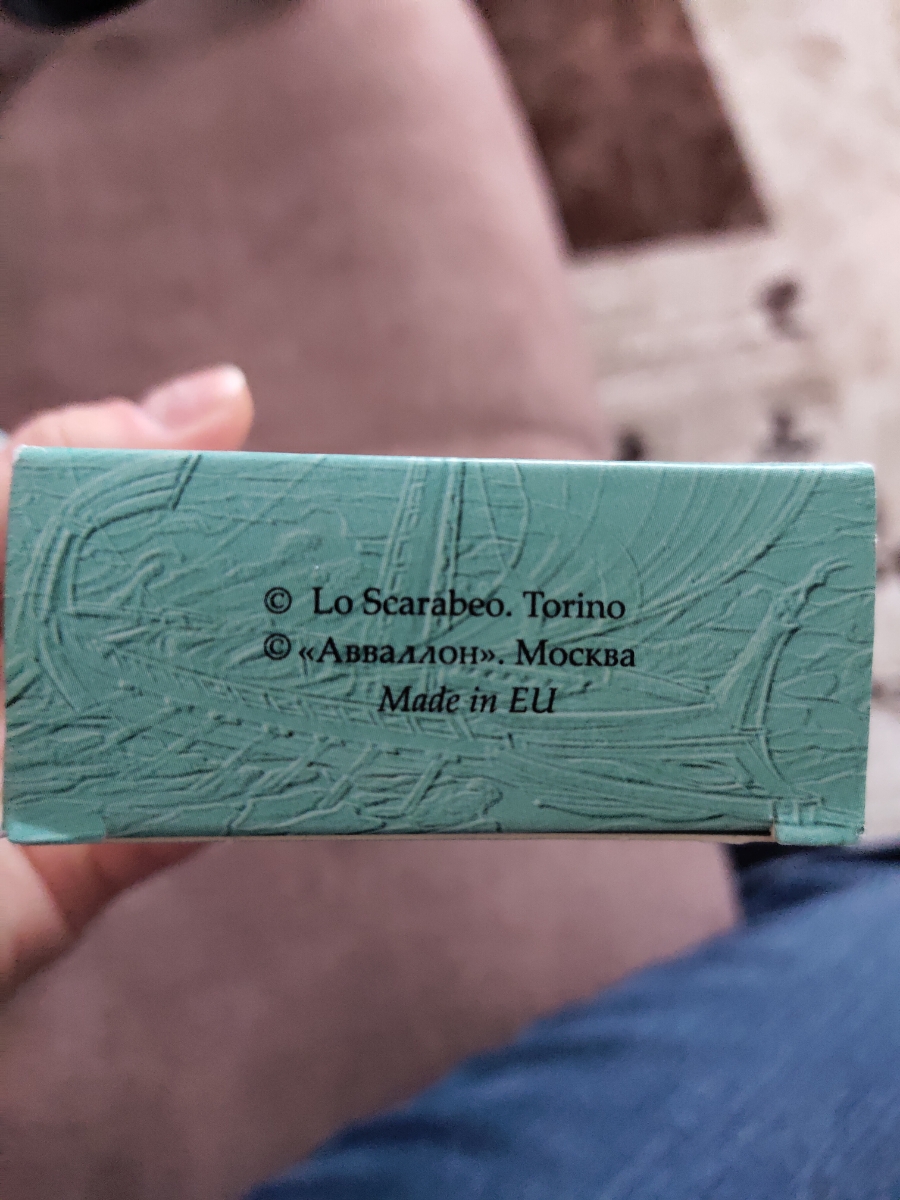 © Lo Scarabeo. Torino
© «Авваллон». Москва
Made in EU